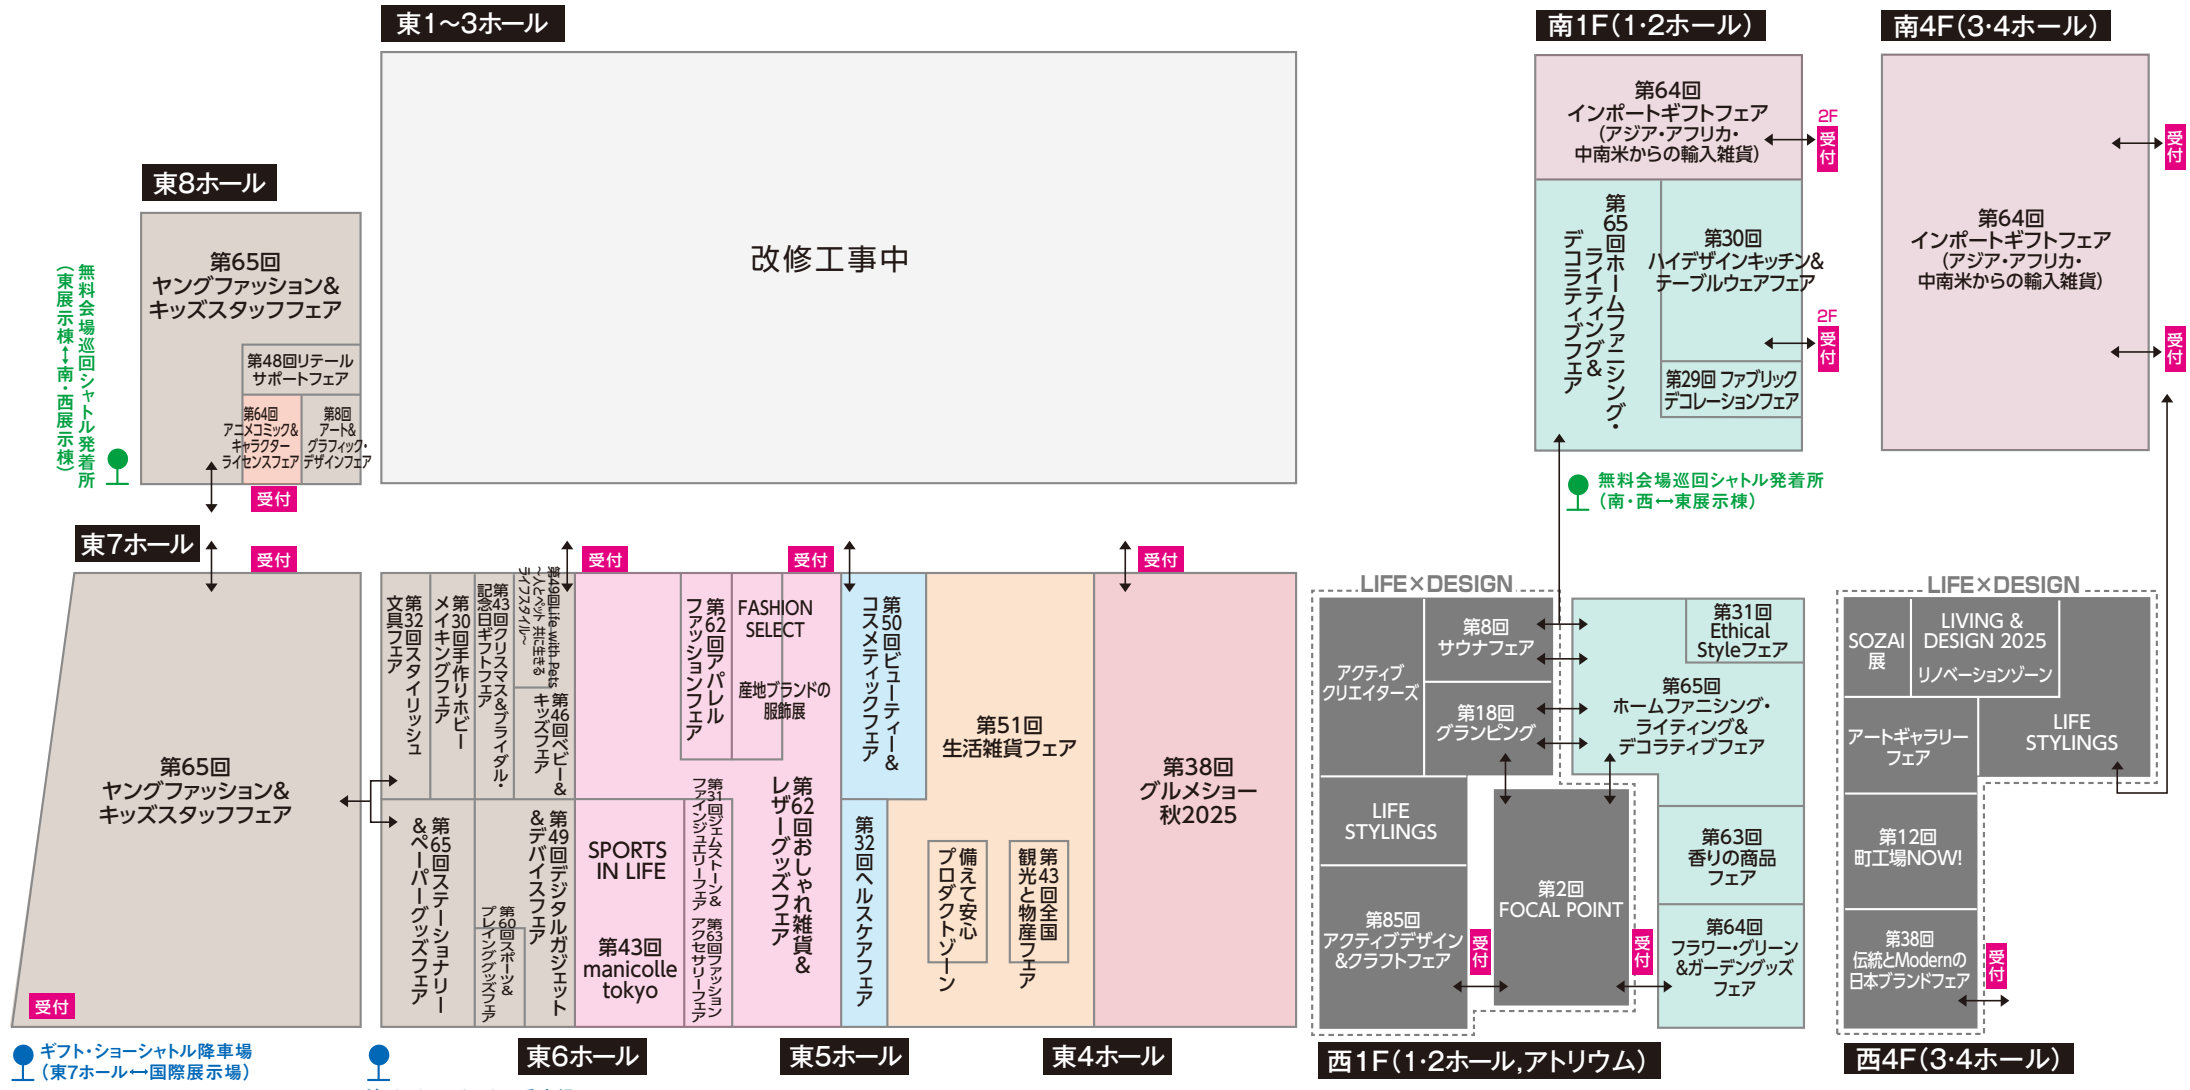 東1〜3ホール
改修工事中
東8ホール
第65回
ヤングファッション&
キッズスタッフフェア
第48回リテール
サポートフェア
第64回
アニメコミック&
キャラクター
ライセンスフェア
第8回
アート&
グラフィック・
デザインフェア
受付
無料会場巡回シャトル発着所
（東展示棟↔南・西展示棟）
東7ホール
受付
第65回
ヤングファッション&
キッズスタッフフェア
受付
ギフト・ショーシャトル降車場
（東7ホール↔国際展示場）
第32回スタイリッシュ
文具フェア
第30回手作りホビー
メイキングフェア
第43回クリスマス&ブライダル・
記念日ギフトフェア
第49回Life with Pets
〜人とペット 共に生きる
ライフスタイル〜
第46回ベビー&
キッズフェア
第65回ステーショナリー
&ペーパーグッズフェア
第60回スポーツ&
プレインググッズフェア
第49回デジタルガジェット
&デバイスフェア
受付
SPORTS
IN LIFE
第43回
manicolle
tokyo
第62回アパレル
ファッションフェア
FASHION
SELECT
産地ブランドの
服飾展
第31回ジェムストーン&
ファインジュエリーフェア
第63回ファッション
アクセサリーフェア
第62回おしゃれ雑貨&
レザーグッズフェア
受付
第50回ビューティー&
コスメティックフェア
第32回ヘルスケアフェア
第51回
生活雑貨フェア
備えて安心
プロダクトゾーン
第43回全国
観光と物産フェア
受付
第38回
グルメショー
秋2025
東6ホール
東5ホール
東4ホール
南1F（1・2ホール）
第64回
インポートギフトフェア
（アジア・アフリカ・
中南米からの輸入雑貨）
2F
受付
第65回ホームファニシング・
ライティング&
デコラティブフェア
第30回
ハイデザインキッチン&
テーブルウェアフェア
2F
受付
第29回 ファブリック
デコレーションフェア
無料会場巡回シャトル発着所
（南・西↔東展示棟）
南4F（3・4ホール）
第64回
インポートギフトフェア
（アジア・アフリカ・
中南米からの輸入雑貨）
受付
受付
LIFE×DESIGN
アクティブ
クリエイターズ
第8回
サウナフェア
第18回
グランピング
LIFE
STYLINGS
第85回
アクティブデザイン
&クラフトフェア
受付
第2回
FOCAL POINT
受付
第31回
Ethical
Styleフェア
第65回
ホームファニシング・
ライティング&
デコラティブフェア
第63回
香りの商品
フェア
第64回
フラワー・グリーン
&ガーデングッズ
フェア
西1F（1・2ホール,アトリウム）
LIFE×DESIGN
SOZAI
展
LIVING &
DESIGN 2025
リノベーションゾーン
アートギャラリー
フェア
LIFE
STYLINGS
第12回
町工場NOW!
第38回
伝統とModernの
日本ブランドフェア
受付
西4F（3・4ホール）